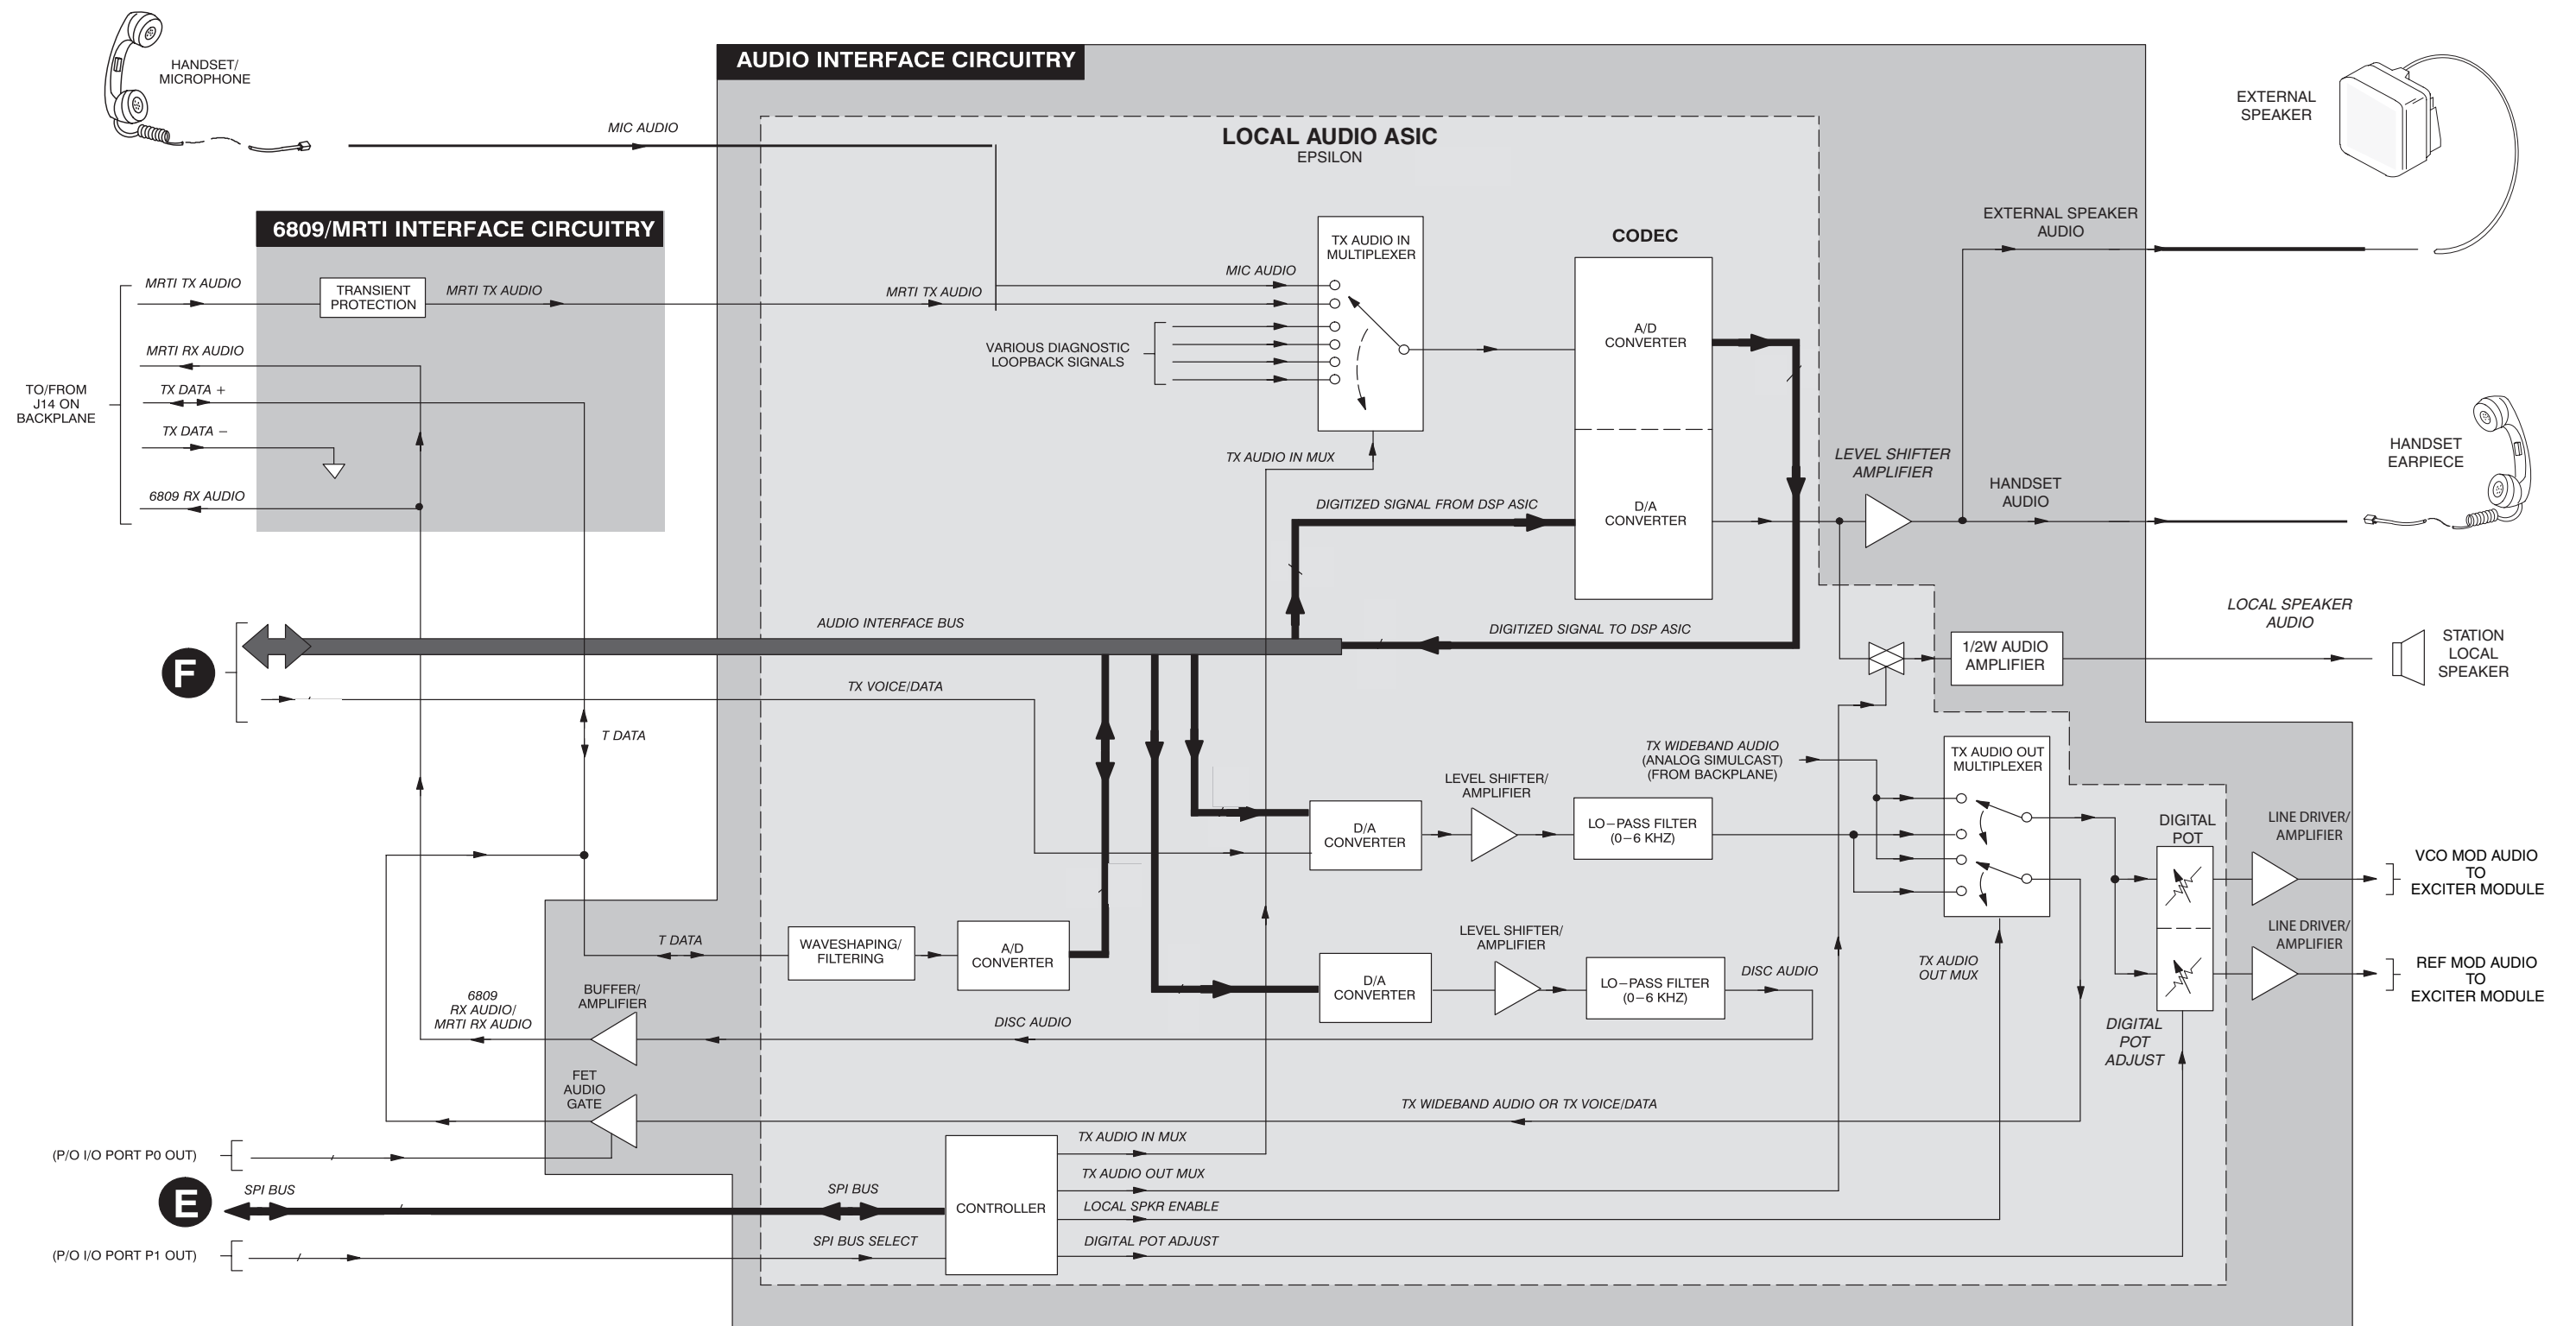 HANDSET/
MICROPHONE
AUDIO INTERFACE CIRCUITRY
MIC AUDIO
LOCAL AUDIO ASIC
EPSILON
EXTERNAL
SPEAKER
6809/MRTI INTERFACE CIRCUITRY
EXTERNAL SPEAKER
AUDIO
TX AUDIO IN
MULTIPLEXER
CODEC
MIC AUDIO
MRTI TX AUDIO
TRANSIENT
PROTECTION
MRTI TX AUDIO
MRTI TX AUDIO
A/D
CONVERTER
VARIOUS DIAGNOSTIC
LOOPBACK SIGNALS
MRTI RX AUDIO
TO/FROM
J14 ON
BACKPLANE
TX DATA +
TX DATA −
TX AUDIO IN MUX
LEVEL SHIFTER
AMPLIFIER
HANDSET
EARPIECE
6809 RX AUDIO
DIGITIZED SIGNAL FROM DSP ASIC
D/A
CONVERTER
HANDSET
AUDIO
AUDIO INTERFACE BUS
DIGITIZED SIGNAL TO DSP ASIC
LOCAL SPEAKER
AUDIO
1/2W AUDIO
AMPLIFIER
STATION
LOCAL
SPEAKER
F
TX VOICE/DATA
T DATA
TX WIDEBAND AUDIO
(ANALOG SIMULCAST)
(FROM BACKPLANE)
TX AUDIO OUT
MULTIPLEXER
LEVEL SHIFTER/
AMPLIFIER
D/A
CONVERTER
LO−PASS FILTER
(0−6 KHZ)
DIGITAL
POT
LINE DRIVER/
AMPLIFIER
VCO MOD AUDIO
TO
EXCITER MODULE
T DATA
WAVESHAPING/
FILTERING
A/D
CONVERTER
LEVEL SHIFTER/
AMPLIFIER
LINE DRIVER/
AMPLIFIER
REF MOD AUDIO
TO
EXCITER MODULE
D/A
CONVERTER
LO−PASS FILTER
(0−6 KHZ)
DISC AUDIO
TX AUDIO
OUT MUX
BUFFER/
AMPLIFIER
6809
RX AUDIO/
MRTI RX AUDIO
DISC AUDIO
DIGITAL
POT
ADJUST
FET
AUDIO
GATE
TX WIDEBAND AUDIO OR TX VOICE/DATA
(P/O I/O PORT P0 OUT)
TX AUDIO IN MUX
TX AUDIO OUT MUX
E
SPI BUS
SPI BUS
CONTROLLER
LOCAL SPKR ENABLE
(P/O I/O PORT P1 OUT)
SPI BUS SELECT
DIGITAL POT ADJUST